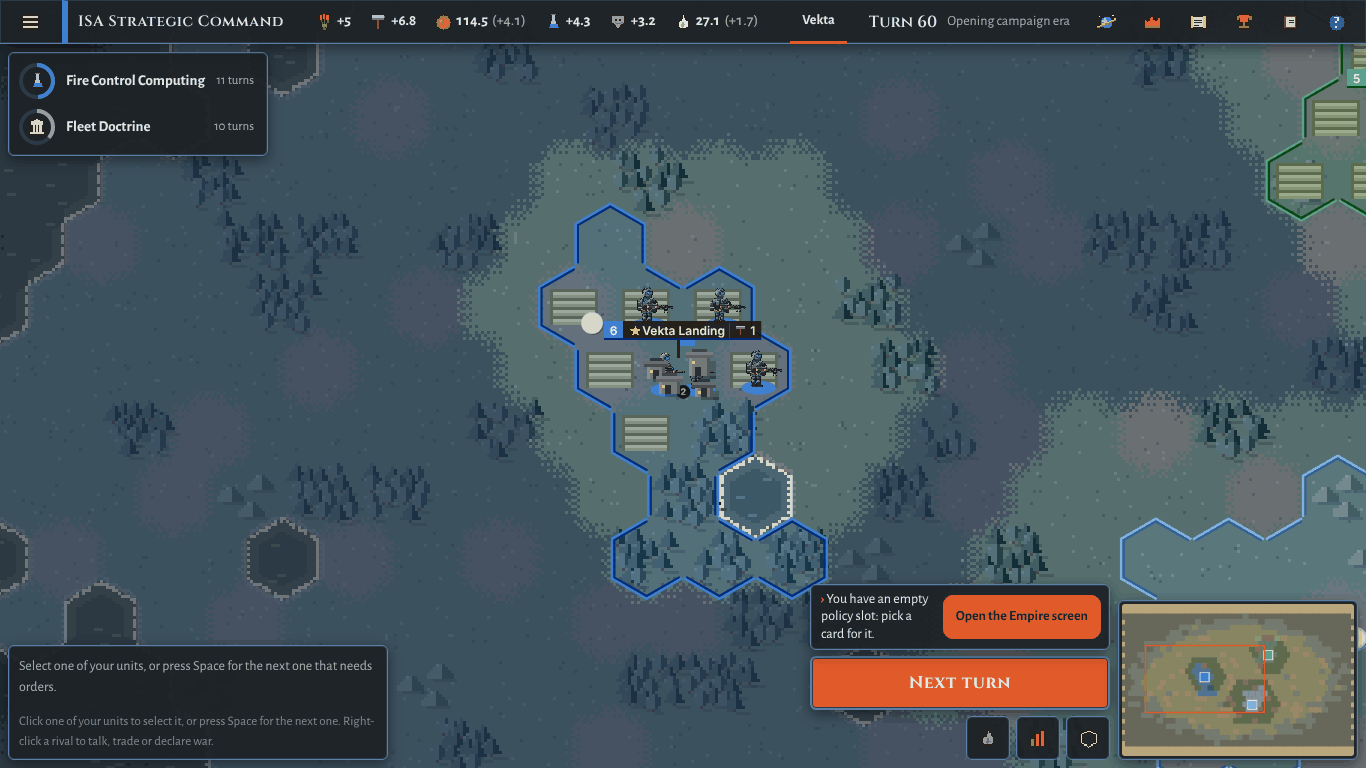 ISA Strategic Command
+5
+6.8
114.5 (+4.1)
+4.3
+3.2
27.1 (+1.7)
Vekta
Turn 60
Opening campaign era
?
Fire Control Computing
11 turns
Fleet Doctrine
10 turns
5
6
★Vekta Landing
1
2
Select one of your units, or press Space for the next one that needs
orders.
Click one of your units to select it, or press Space for the next one. Right-
click a rival to talk, trade or declare war.
› You have an empty
policy slot: pick a
card for it.
Open the Empire screen
Next turn